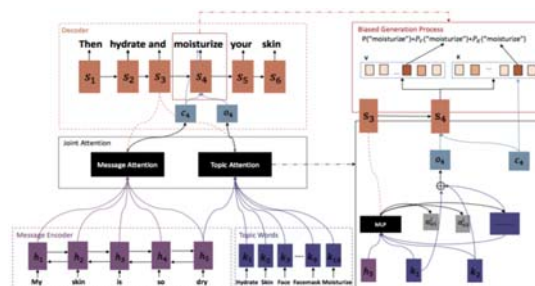 Decoder
Then hydrate and moisturize your skin
S1 S2 S3 S4 S5 S6
C4 O4
Joint Attention
Message Attention
Topic Attention
Message Encoder
h1 h2 h3 h4 h5
My skin is so dry
Topic Words
k1 k2 k3 k10
Hydrate Skin Face Facemask Moisturize
Biased Generation Process
P("moisturize")=PV("moisturize")+PK("moisturize")
V K
S3 S4
O4 C4
MLP
h5 k1 k2